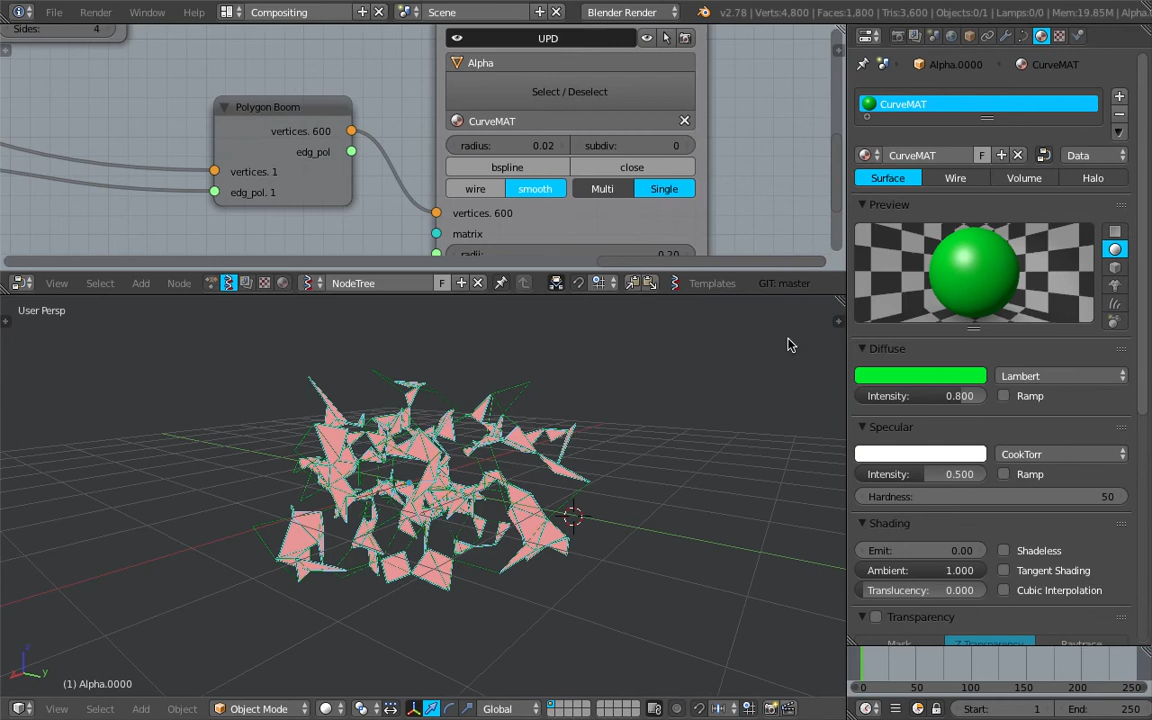 File Render Window Help Compositing Scene Blender Render v2.78 | Verts:4,800 | Faces:1,800 | Tris:3,600 | Objects:0/1 | Lamps:0/0 | Mem:19.85M | Alpha.
Sides: 4
UPD
Alpha
Select / Deselect
CurveMAT
radius: 0.02 subdiv: 0
bspline close
wire smooth Multi Single
vertices. 600
matrix
radii: 0.20
Polygon Boom
vertices. 600
edg_pol
vertices. 1
edg_pol. 1
View Select Add Node NodeTree F Templates GIT: master
User Persp
(1) Alpha.0000
View Select Add Object Object Mode Global
Alpha.0000 CurveMAT
CurveMAT
CurveMAT F Data
Surface Wire Volume Halo
Preview
Diffuse
Lambert
Intensity: 0.800 Ramp
Specular
CookTorr
Intensity: 0.500 Ramp
Hardness: 50
Shading
Emit: 0.00 Shadeless
Ambient: 1.000 Tangent Shading
Translucency: 0.000 Cubic Interpolation
Transparency
Mask Z Transparency Raytrace
0 50 100 150 200 250
Start: 1 End: 250